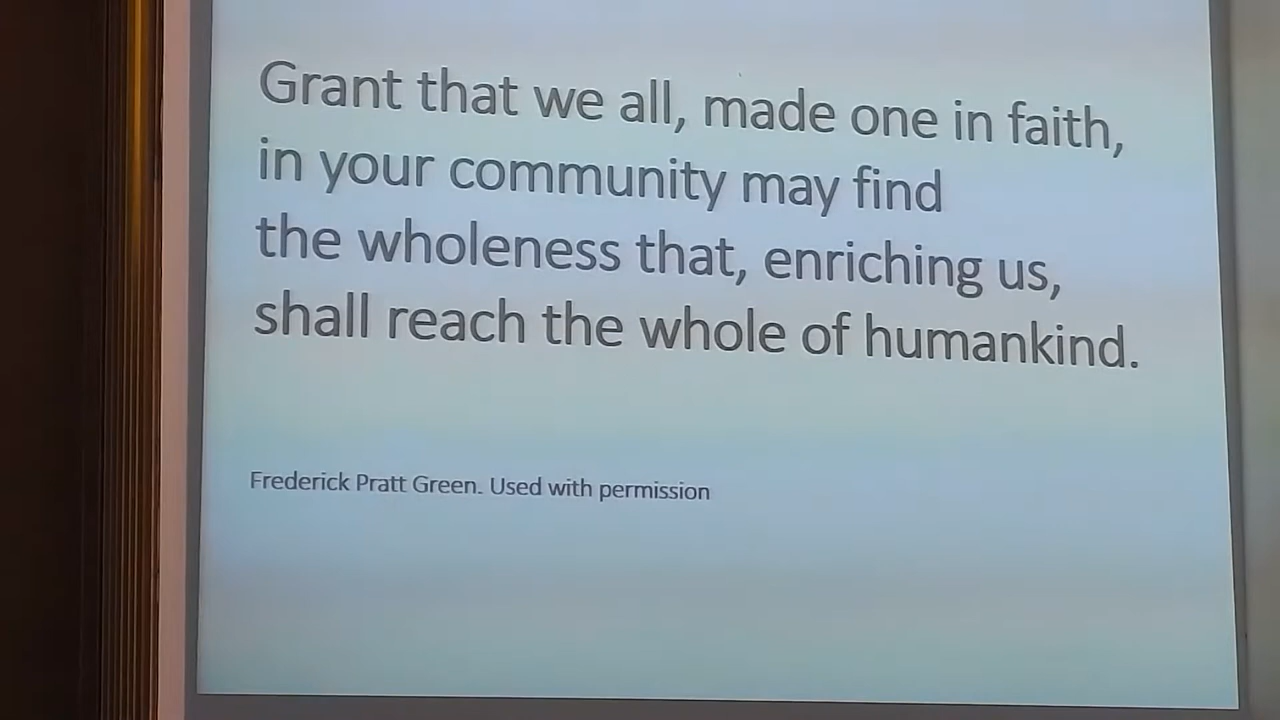 Grant that we all, made one in faith,
in your community may find
the wholeness that, enriching us,
shall reach the whole of humankind.
Frederick Pratt Green. Used with permission